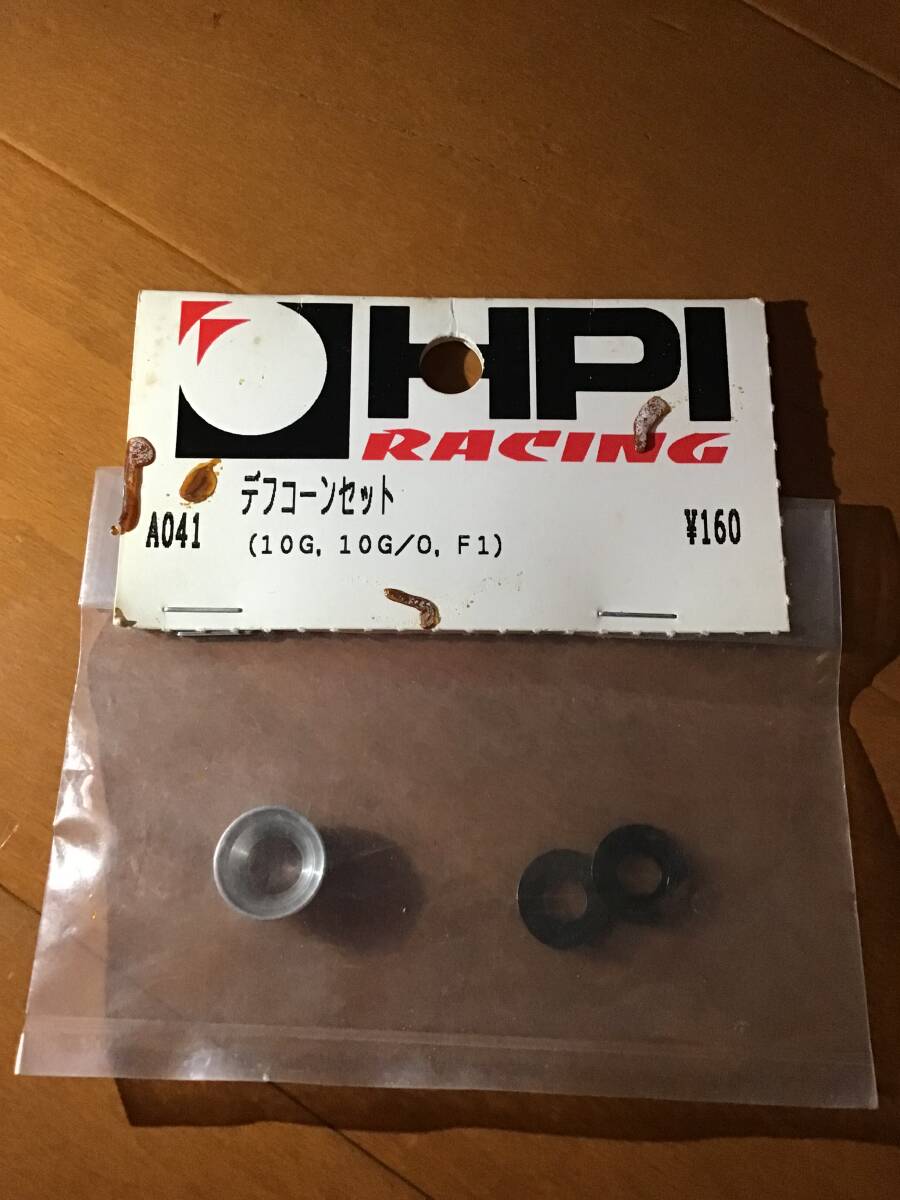 HPI
RACING
デフコーンセット
A041 (10G, 10G/O, F1) ¥160